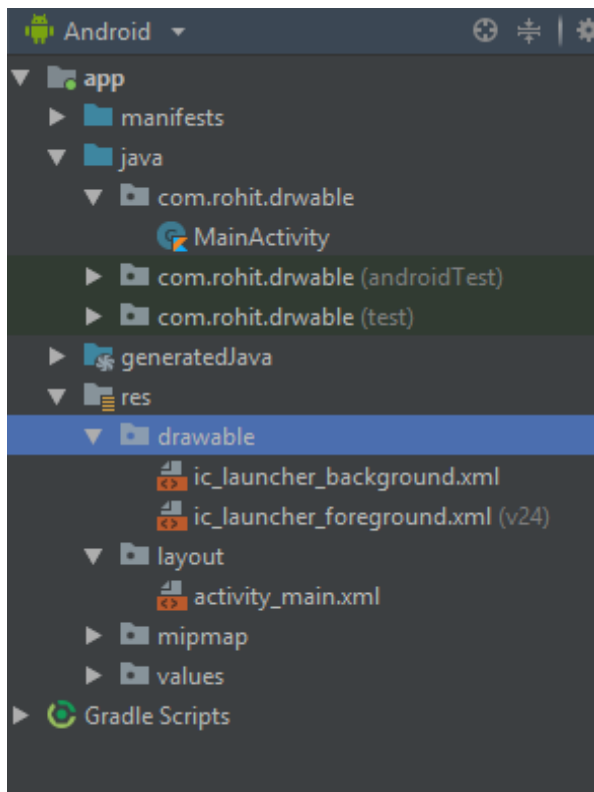 Android
app
manifests
java
com.rohit.drwable
MainActivity
com.rohit.drwable (androidTest)
com.rohit.drwable (test)
generatedJava
res
drawable
ic_launcher_background.xml
ic_launcher_foreground.xml (v24)
layout
activity_main.xml
mipmap
values
Gradle Scripts